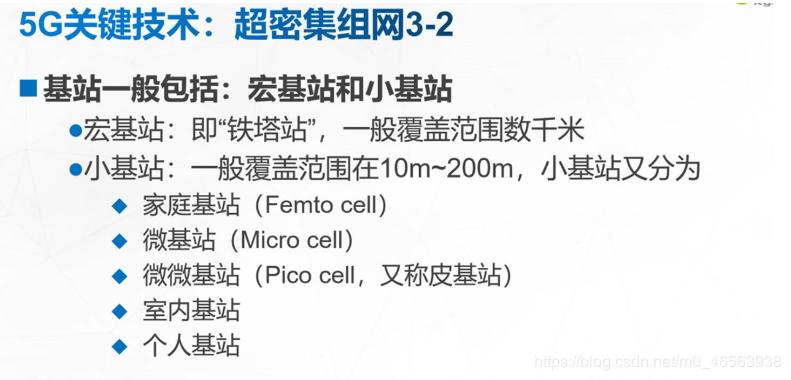 5G关键技术：超密集组网3-2
■ 基站一般包括：宏基站和小基站
●宏基站：即“铁塔站”，一般覆盖范围数千米
●小基站：一般覆盖范围在10m~200m，小基站又分为
◆ 家庭基站（Femto cell）
◆ 微基站（Micro cell）
◆ 微微基站（Pico cell，又称皮基站）
◆ 室内基站
◆ 个人基站
https://blog.csdn.net/m0_46563938